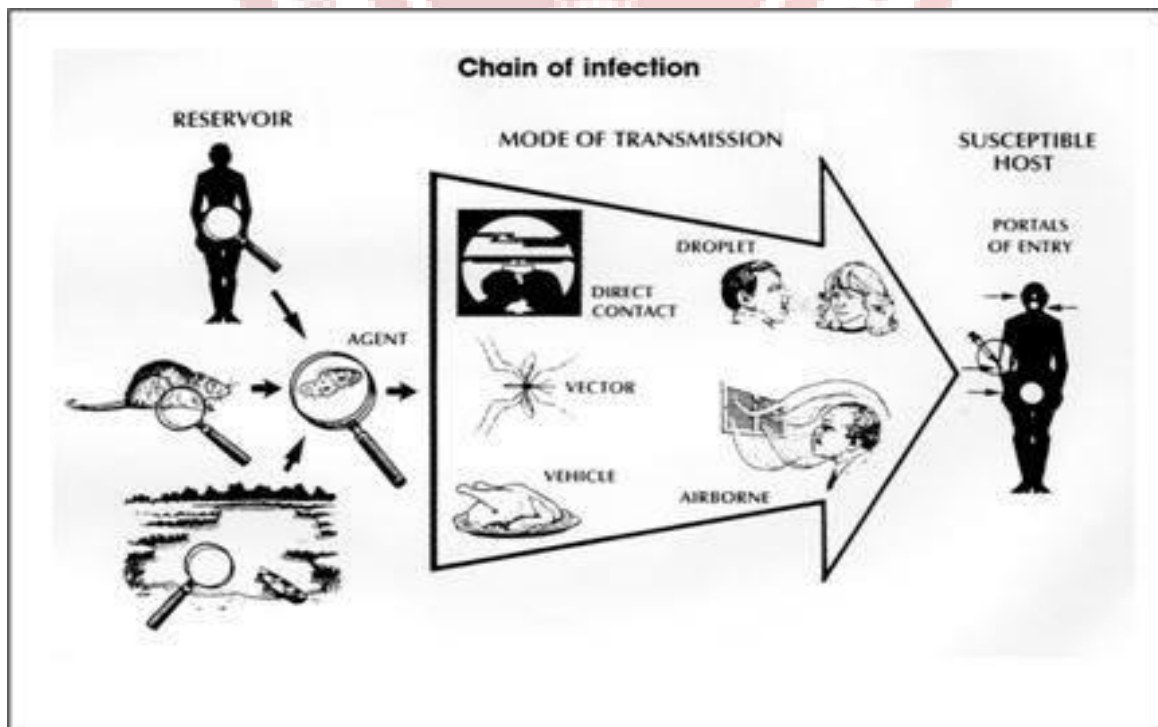 Chain of infection
RESERVOIR
MODE OF TRANSMISSION
SUSCEPTIBLE
HOST
PORTALS
OF ENTRY
DROPLET
DIRECT
CONTACT
AGENT
VECTOR
VEHICLE
AIRBORNE